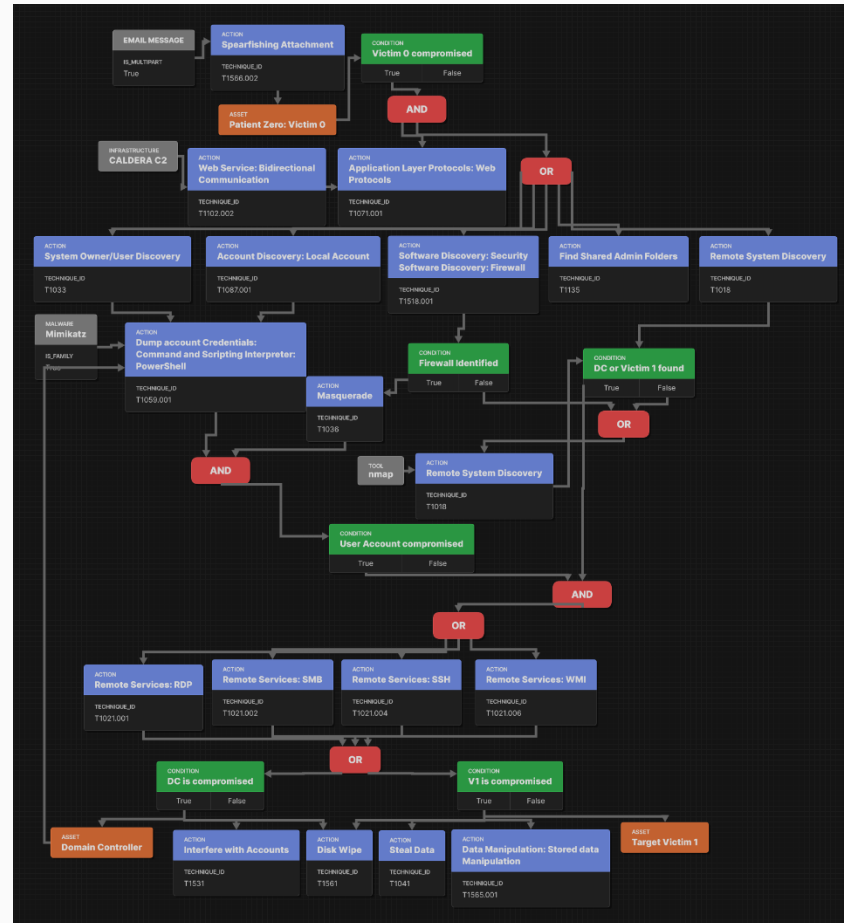 EMAIL MESSAGE
IS_MULTIPART
True
ACTION
Spearfishing Attachment
TECHNIQUE_ID
T1566.002
CONDITION
Victim 0 compromised
True False
ASSET
Patient Zero: Victim 0
AND
INFRASTRUCTURE
CALDERA C2
ACTION
Web Service: Bidirectional
Communication
TECHNIQUE_ID
T1102.002
ACTION
Application Layer Protocols: Web
Protocols
TECHNIQUE_ID
T1071.001
OR
ACTION
System Owner/User Discovery
TECHNIQUE_ID
T1033
ACTION
Account Discovery: Local Account
TECHNIQUE_ID
T1087.001
ACTION
Software Discovery: Security
Software Discovery: Firewall
TECHNIQUE_ID
T1518.001
ACTION
Find Shared Admin Folders
TECHNIQUE_ID
T1135
ACTION
Remote System Discovery
TECHNIQUE_ID
T1018
MALWARE
Mimikatz
IS_FAMILY
True
ACTION
Dump account Credentials:
Command and Scripting Interpreter:
PowerShell
TECHNIQUE_ID
T1059.001
ACTION
Masquerade
TECHNIQUE_ID
T1036
CONDITION
Firewall Identified
True False
CONDITION
DC or Victim 1 found
True False
OR
AND
TOOL
nmap
ACTION
Remote System Discovery
TECHNIQUE_ID
T1018
CONDITION
User Account compromised
True False
AND
OR
ACTION
Remote Services: RDP
TECHNIQUE_ID
T1021.001
ACTION
Remote Services: SMB
TECHNIQUE_ID
T1021.002
ACTION
Remote Services: SSH
TECHNIQUE_ID
T1021.004
ACTION
Remote Services: WMI
TECHNIQUE_ID
T1021.006
OR
CONDITION
DC is compromised
True False
CONDITION
V1 is compromised
True False
ASSET
Domain Controller
ACTION
Interfere with Accounts
TECHNIQUE_ID
T1531
ACTION
Disk Wipe
TECHNIQUE_ID
T1561
ACTION
Steal Data
TECHNIQUE_ID
T1041
ACTION
Data Manipulation: Stored data
Manipulation
TECHNIQUE_ID
T1565.001
ASSET
Target Victim 1